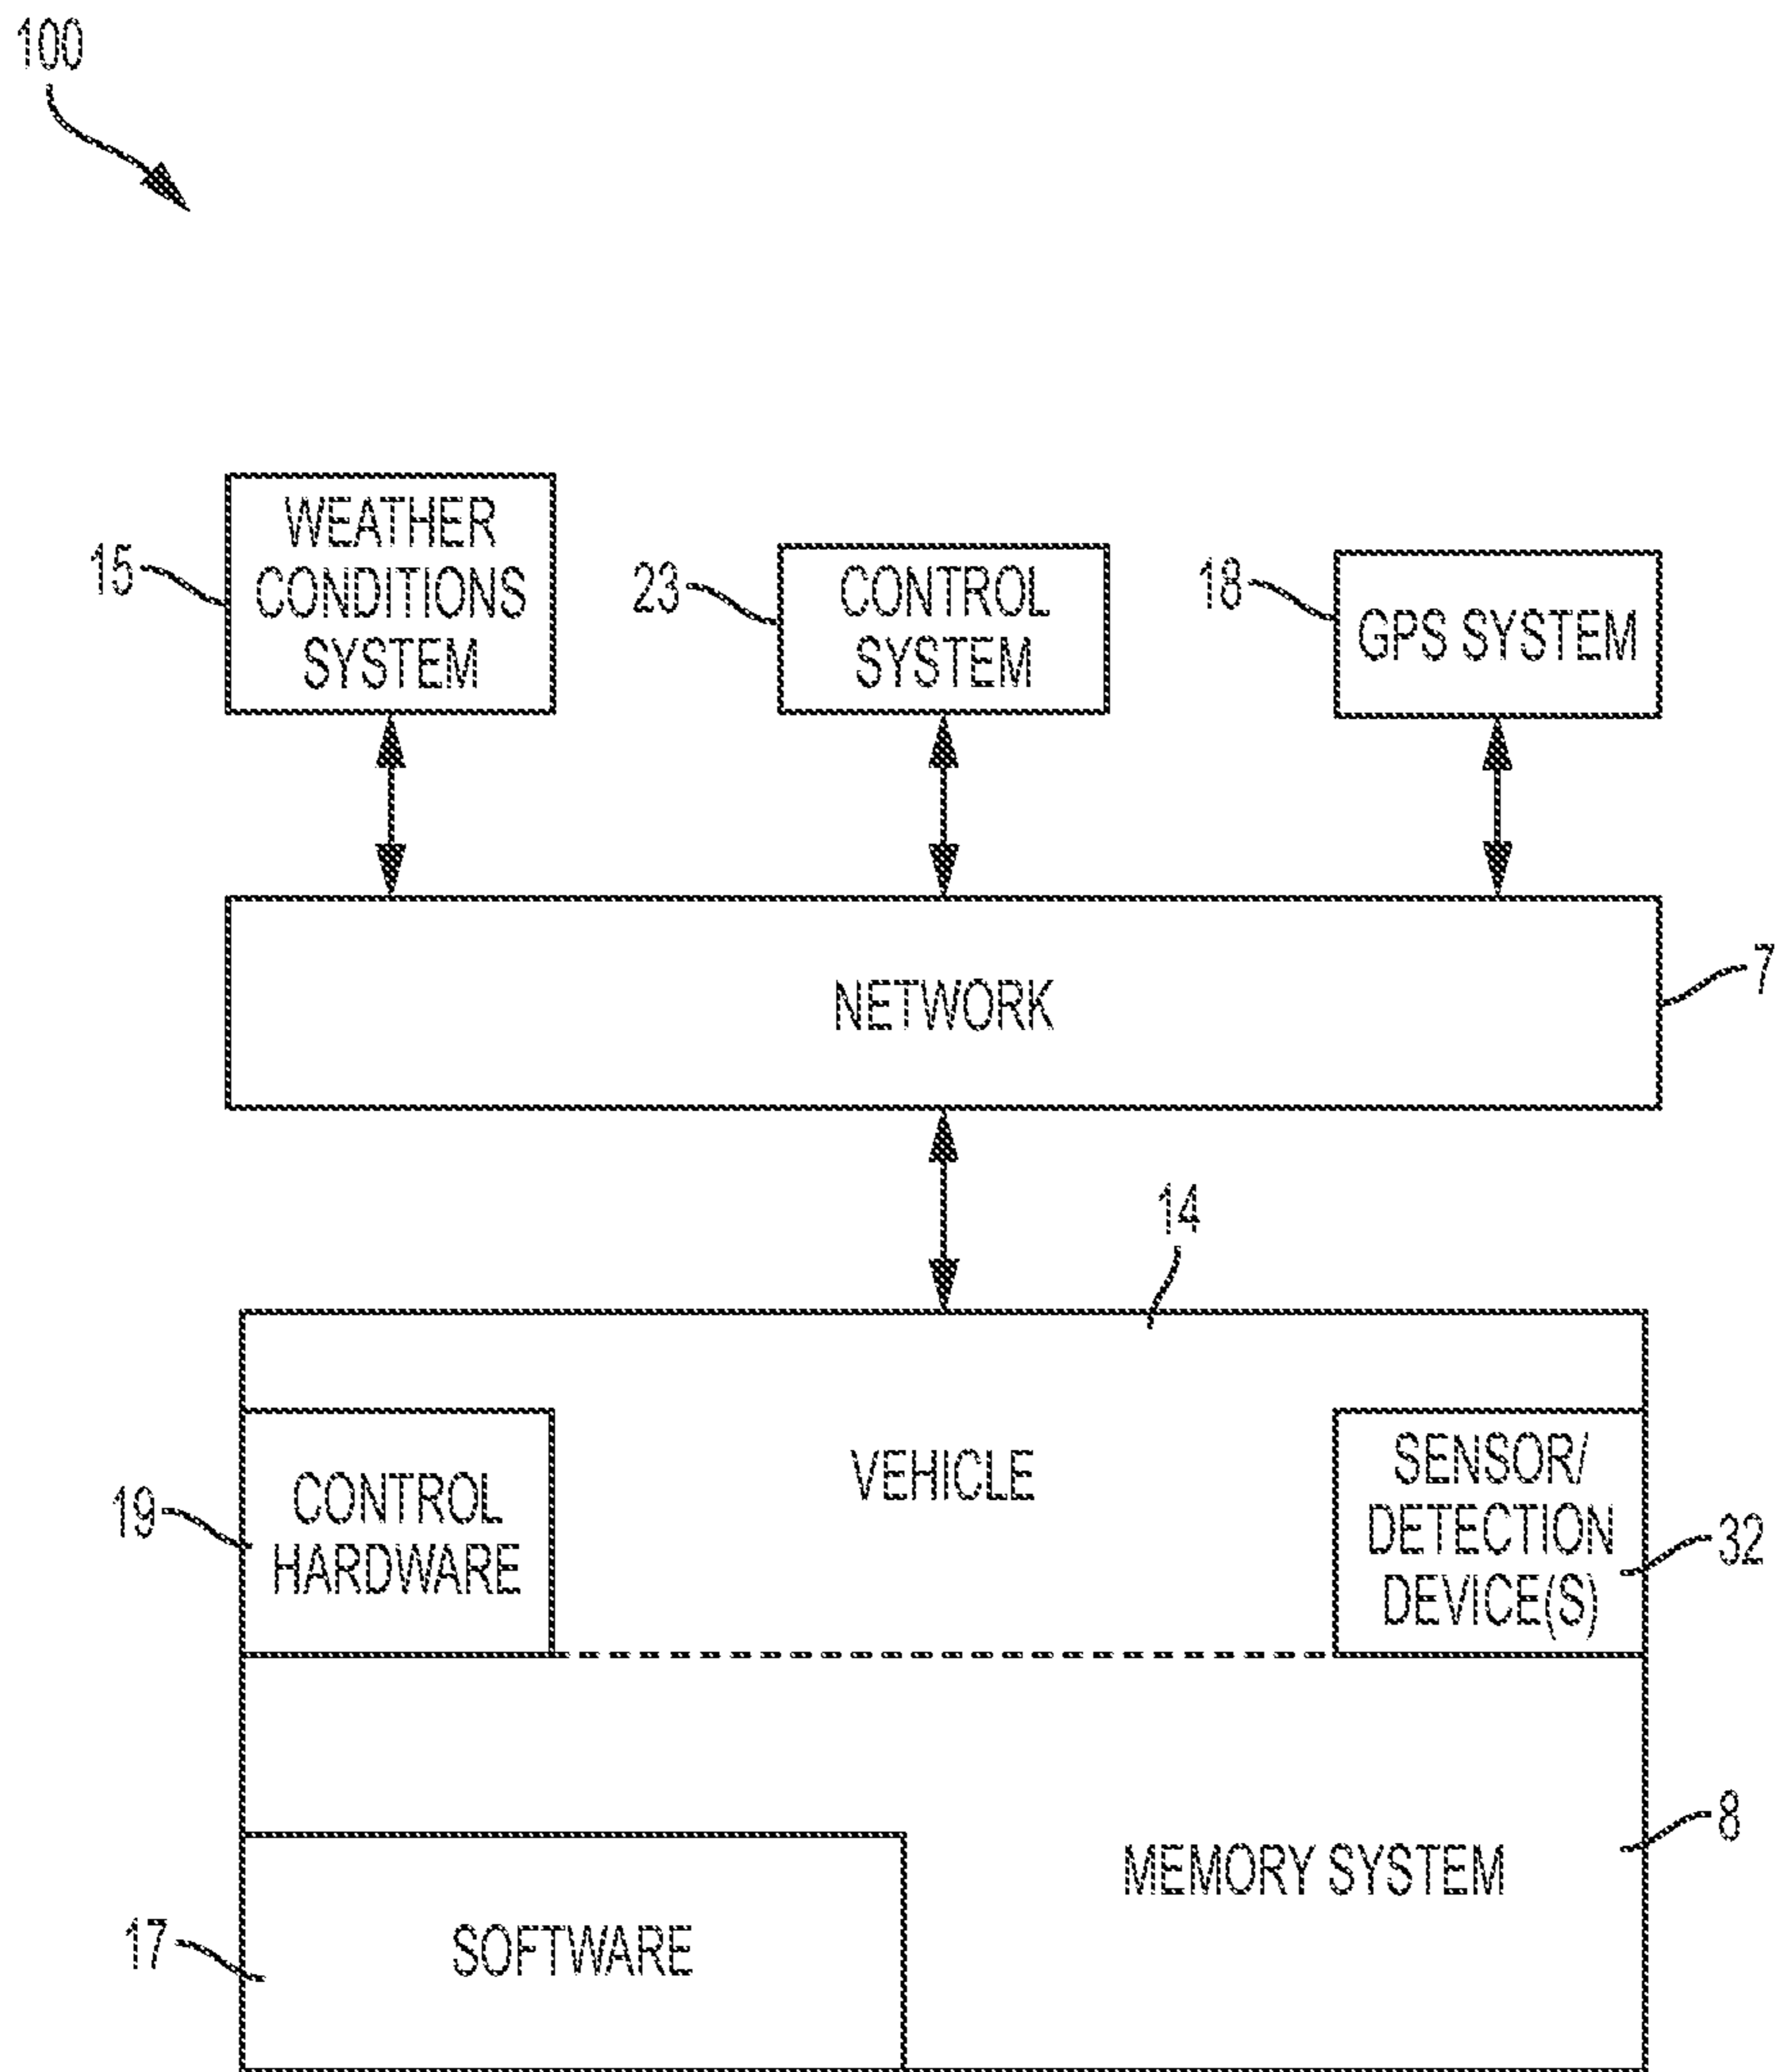 100
WEATHER
CONDITIONS
SYSTEM
15
CONTROL
SYSTEM
23
GPS SYSTEM
18
NETWORK
7
14
VEHICLE
CONTROL
HARDWARE
19
SENSOR/
DETECTION
DEVICE(S)
32
MEMORY SYSTEM
8
SOFTWARE
17